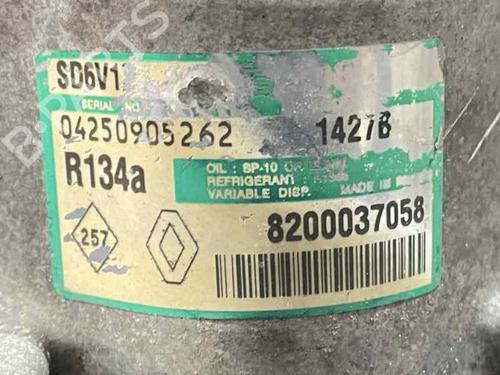 SD6V1
SERIAL NO
04250905262
1427B
R134a
OIL : SP-10
REFRIGERANT :
VARIABLE DISP.
MADE IN
257
8200037058